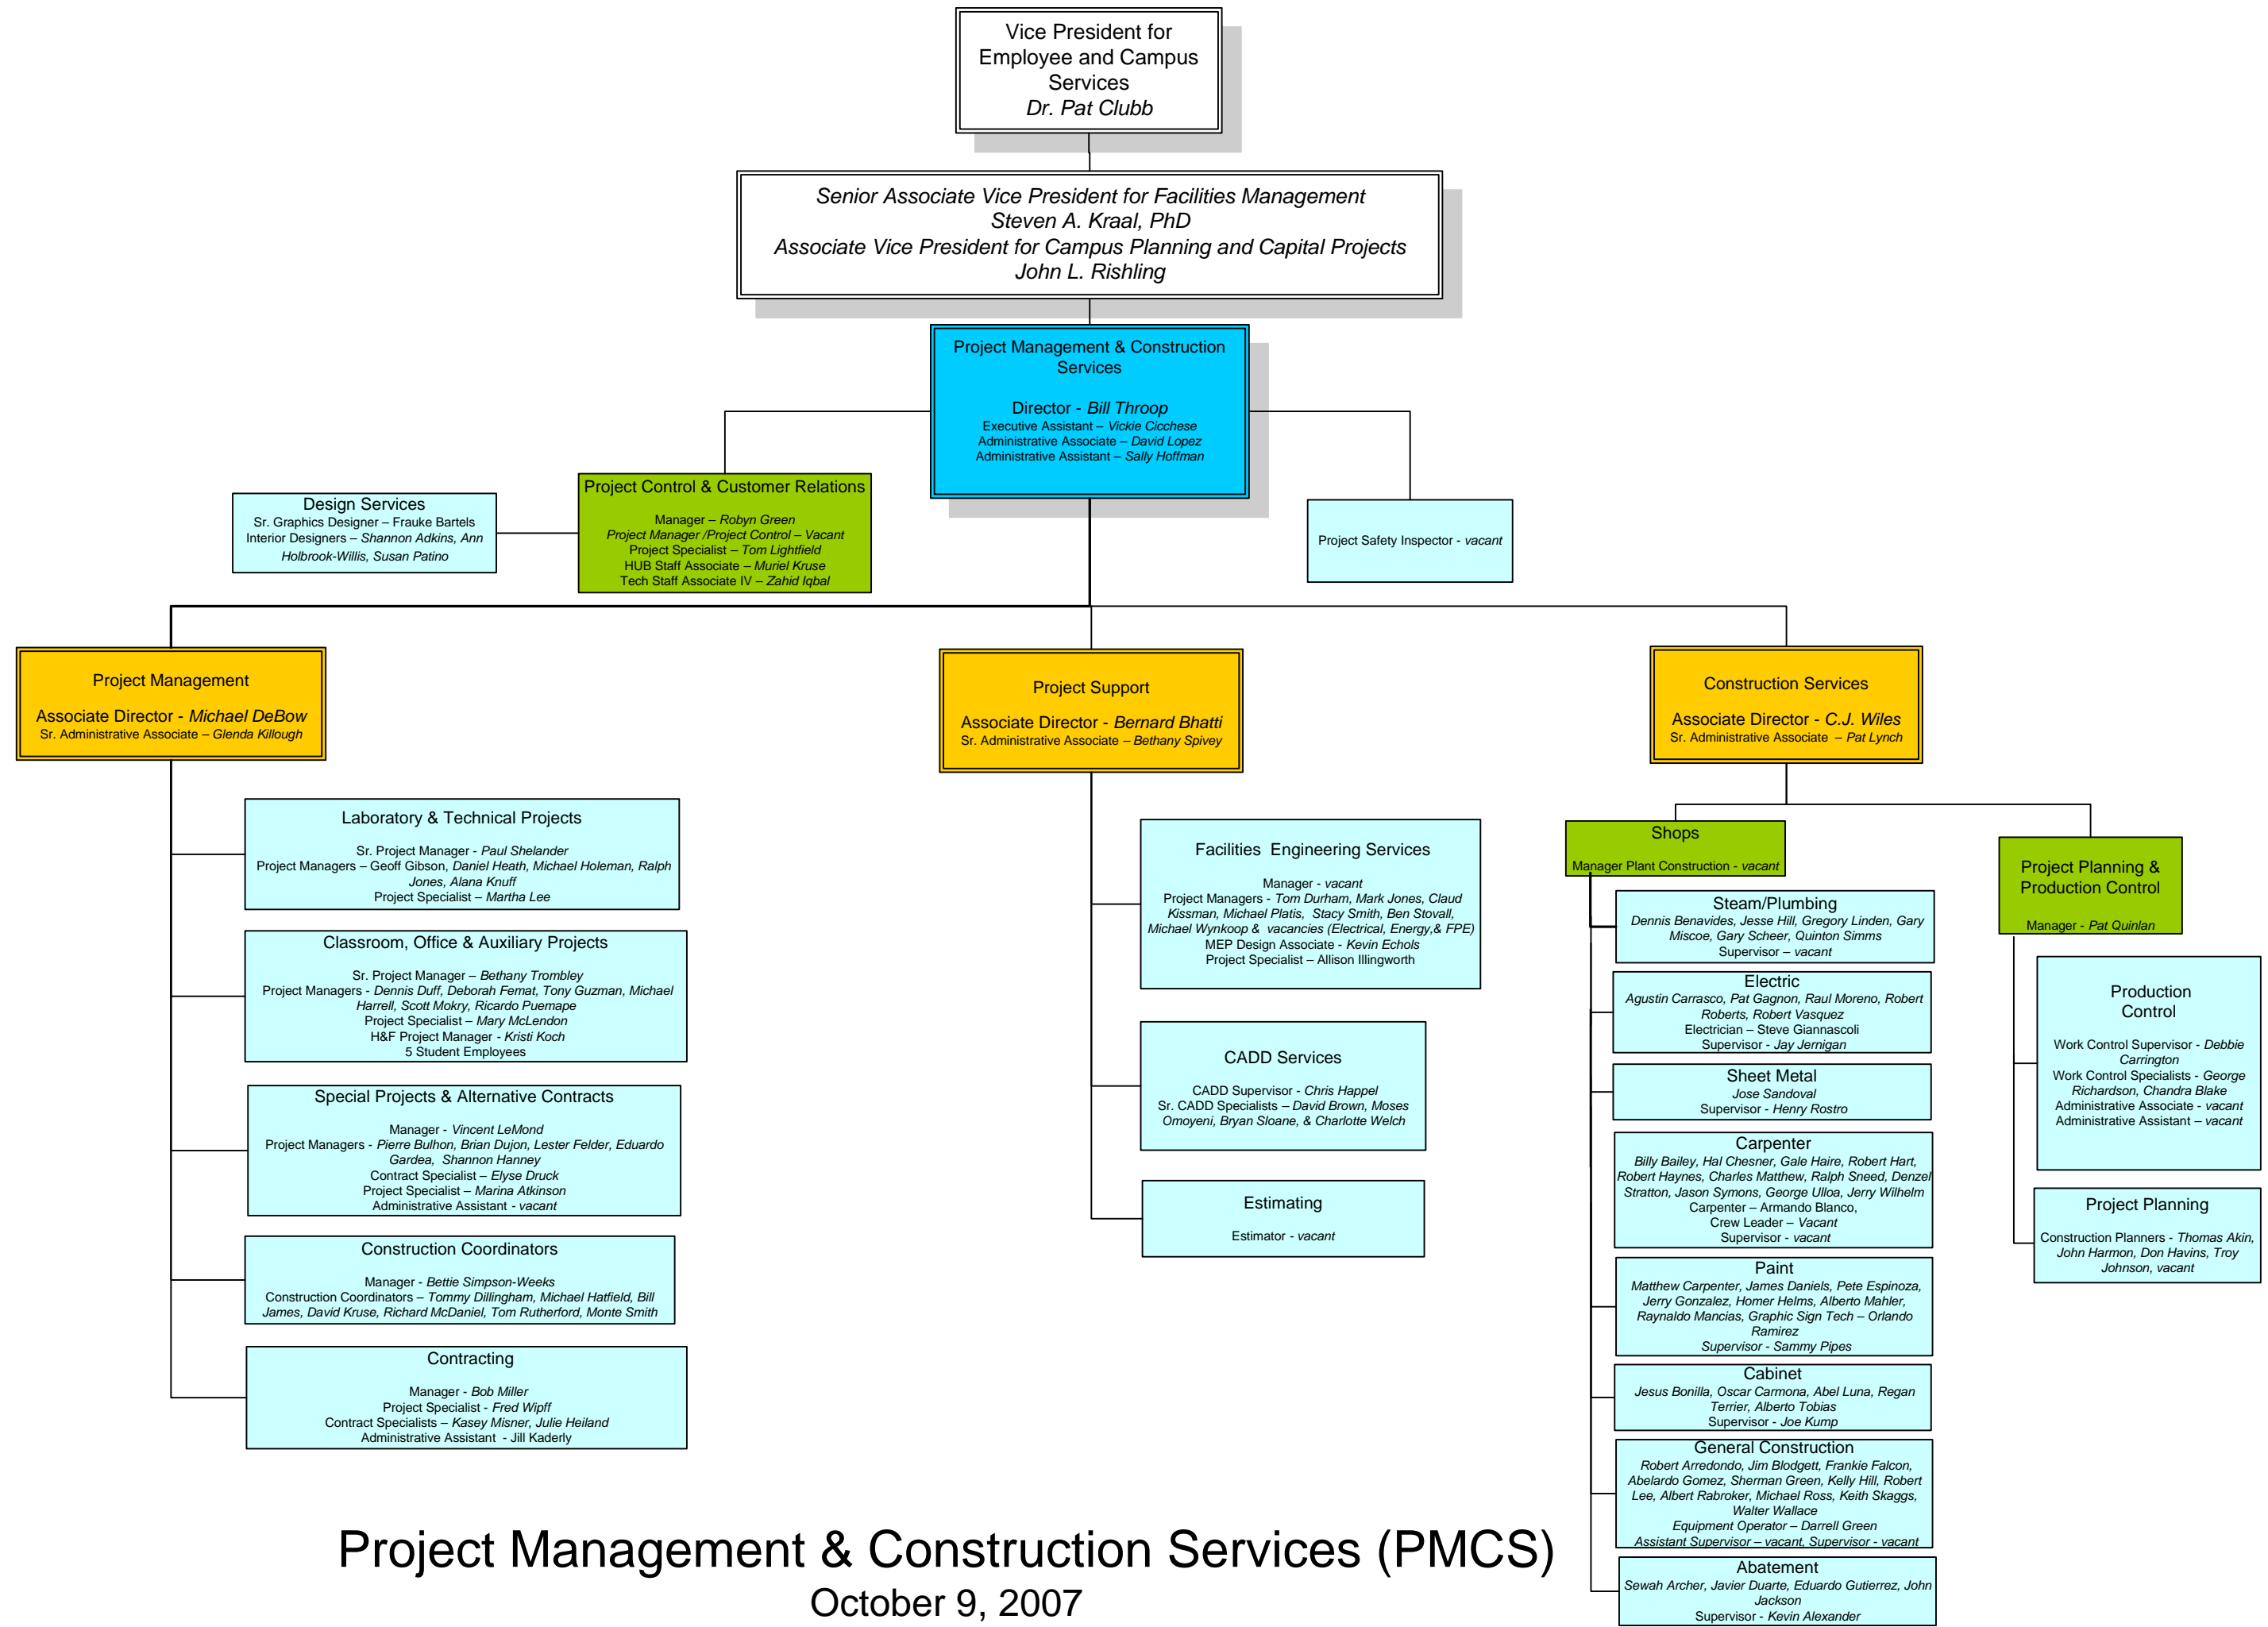 Vice President for
Employee and Campus
Services
Dr. Pat Clubb
Senior Associate Vice President for Facilities Management
Steven A. Kraal, PhD
Associate Vice President for Campus Planning and Capital Projects
John L. Rishling
Project Management & Construction
Services
Director - Bill Throop
Executive Assistant – Vickie Cicchese
Administrative Associate – David Lopez
Administrative Assistant – Sally Hoffman
Design Services
Sr. Graphics Designer – Frauke Bartels
Interior Designers – Shannon Adkins, Ann
Holbrook-Willis, Susan Patino
Project Control & Customer Relations
Manager – Robyn Green
Project Manager /Project Control – Vacant
Project Specialist – Tom Lightfield
HUB Staff Associate – Muriel Kruse
Tech Staff Associate IV – Zahid Iqbal
Project Safety Inspector - vacant
Project Management
Associate Director - Michael DeBow
Sr. Administrative Associate – Glenda Killough
Laboratory & Technical Projects
Sr. Project Manager - Paul Shelander
Project Managers – Geoff Gibson, Daniel Heath, Michael Holeman, Ralph
Jones, Alana Knuff
Project Specialist – Martha Lee
Classroom, Office & Auxiliary Projects
Sr. Project Manager – Bethany Trombley
Project Managers - Dennis Duff, Deborah Femat, Tony Guzman, Michael
Harrell, Scott Mokry, Ricardo Puemape
Project Specialist – Mary McLendon
H&F Project Manager - Kristi Koch
5 Student Employees
Special Projects & Alternative Contracts
Manager - Vincent LeMond
Project Managers - Pierre Bulhon, Brian Dujon, Lester Felder, Eduardo
Gardea, Shannon Hanney
Contract Specialist – Elyse Druck
Project Specialist – Marina Atkinson
Administrative Assistant - vacant
Construction Coordinators
Manager - Bettie Simpson-Weeks
Construction Coordinators – Tommy Dillingham, Michael Hatfield, Bill
James, David Kruse, Richard McDaniel, Tom Rutherford, Monte Smith
Contracting
Manager - Bob Miller
Project Specialist - Fred Wipff
Contract Specialists – Kasey Misner, Julie Heiland
Administrative Assistant - Jill Kaderly
Project Support
Associate Director - Bernard Bhatti
Sr. Administrative Associate – Bethany Spivey
Facilities Engineering Services
Manager - vacant
Project Managers - Tom Durham, Mark Jones, Claud
Kissman, Michael Platis, Stacy Smith, Ben Stovall,
Michael Wynkoop & vacancies (Electrical, Energy,& FPE)
MEP Design Associate - Kevin Echols
Project Specialist – Allison Illingworth
CADD Services
CADD Supervisor - Chris Happel
Sr. CADD Specialists – David Brown, Moses
Omoyeni, Bryan Sloane, & Charlotte Welch
Estimating
Estimator - vacant
Construction Services
Associate Director - C.J. Wiles
Sr. Administrative Associate – Pat Lynch
Shops
Manager Plant Construction - vacant
Steam/Plumbing
Dennis Benavides, Jesse Hill, Gregory Linden, Gary
Miscoe, Gary Scheer, Quinton Simms
Supervisor – vacant
Electric
Agustin Carrasco, Pat Gagnon, Raul Moreno, Robert
Roberts, Robert Vasquez
Electrician – Steve Giannascoli
Supervisor - Jay Jernigan
Sheet Metal
Jose Sandoval
Supervisor - Henry Rostro
Carpenter
Billy Bailey, Hal Chesner, Gale Haire, Robert Hart,
Robert Haynes, Charles Matthew, Ralph Sneed, Denzel
Stratton, Jason Symons, George Ulloa, Jerry Wilhelm
Carpenter – Armando Blanco,
Crew Leader – Vacant
Supervisor - vacant
Paint
Matthew Carpenter, James Daniels, Pete Espinoza,
Jerry Gonzalez, Homer Helms, Alberto Mahler,
Raynaldo Mancias, Graphic Sign Tech – Orlando
Ramirez
Supervisor - Sammy Pipes
Cabinet
Jesus Bonilla, Oscar Carmona, Abel Luna, Regan
Terrier, Alberto Tobias
Supervisor - Joe Kump
General Construction
Robert Arredondo, Jim Blodgett, Frankie Falcon,
Abelardo Gomez, Sherman Green, Kelly Hill, Robert
Lee, Albert Rabroker, Michael Ross, Keith Skaggs,
Walter Wallace
Equipment Operator – Darrell Green
Assistant Supervisor – vacant, Supervisor - vacant
Abatement
Sewah Archer, Javier Duarte, Eduardo Gutierrez, John
Jackson
Supervisor - Kevin Alexander
Project Planning &
Production Control
Manager - Pat Quinlan
Production
Control
Work Control Supervisor - Debbie
Carrington
Work Control Specialists - George
Richardson, Chandra Blake
Administrative Associate - vacant
Administrative Assistant – vacant
Project Planning
Construction Planners - Thomas Akin,
John Harmon, Don Havins, Troy
Johnson, vacant
Project Management & Construction Services (PMCS)
October 9, 2007